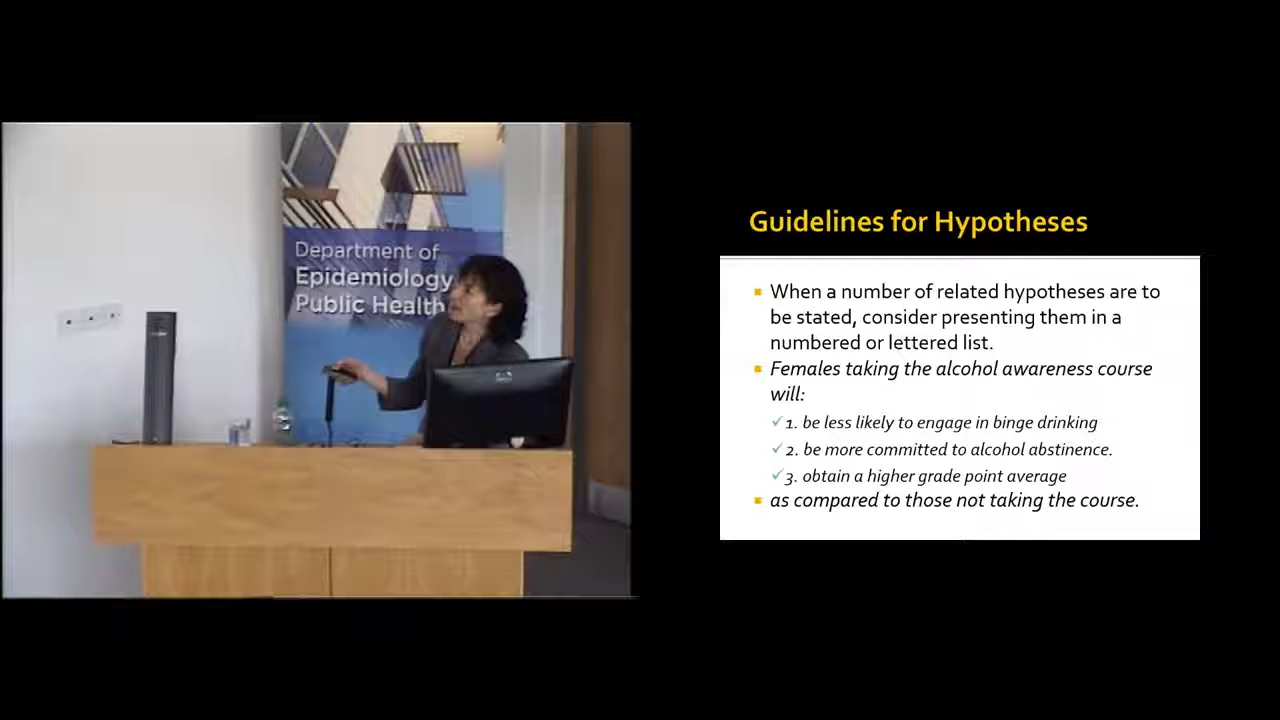 Department of
Epidemiology
Public Health
Guidelines for Hypotheses
When a number of related hypotheses are to
be stated, consider presenting them in a
numbered or lettered list.
Females taking the alcohol awareness course
will:
1. be less likely to engage in binge drinking
2. be more committed to alcohol abstinence.
3. obtain a higher grade point average
as compared to those not taking the course.